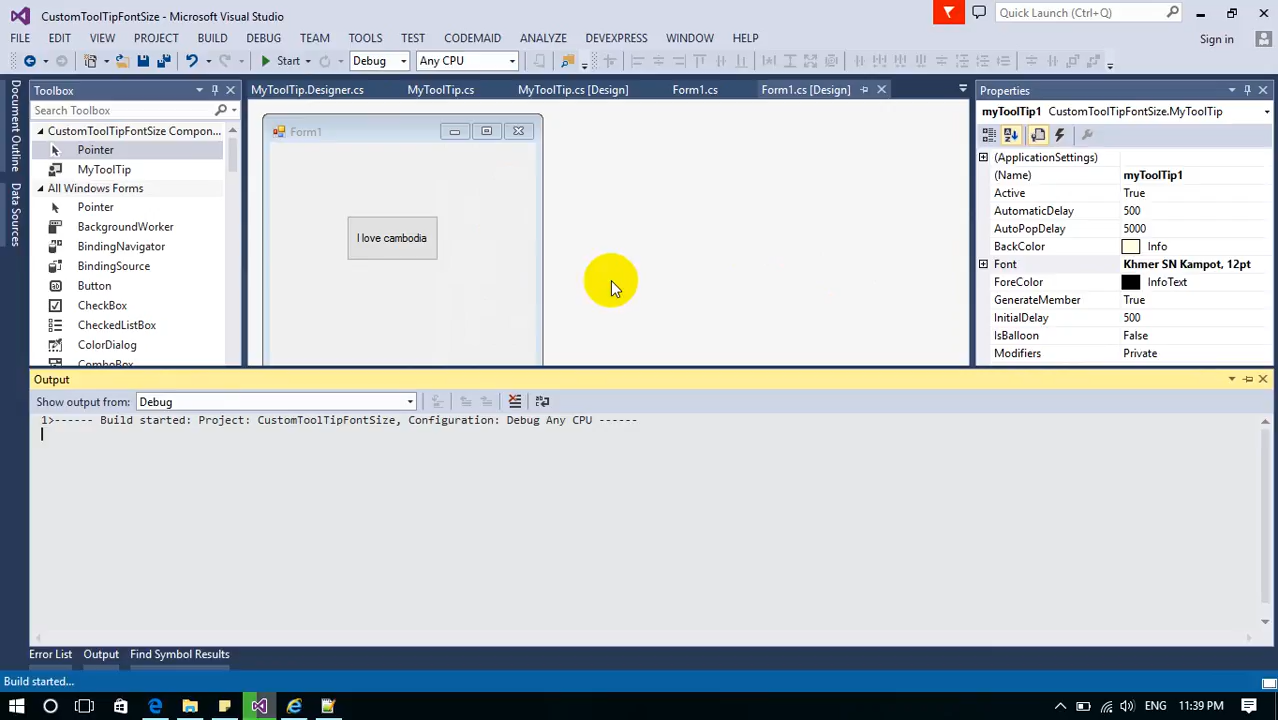 CustomToolTipFontSize - Microsoft Visual Studio
Quick Launch (Ctrl+Q)
FILE EDIT VIEW PROJECT BUILD DEBUG TEAM TOOLS TEST CODEMAID ANALYZE DEVEXPRESS WINDOW HELP
Sign in
Start Debug Any CPU
Document Outline
Data Sources
Toolbox
Search Toolbox
CustomToolTipFontSize Compon...
Pointer
MyToolTip
All Windows Forms
Pointer
BackgroundWorker
BindingNavigator
BindingSource
Button
CheckBox
CheckedListBox
ColorDialog
ComboBox
MyToolTip.Designer.cs MyToolTip.cs MyToolTip.cs [Design] Form1.cs Form1.cs [Design]
Form1
I love cambodia
Properties
myToolTip1 CustomToolTipFontSize.MyToolTip
(ApplicationSettings)
(Name) myToolTip1
Active True
AutomaticDelay 500
AutoPopDelay 5000
BackColor Info
Font Khmer SN Kampot, 12pt
ForeColor InfoText
GenerateMember True
InitialDelay 500
IsBalloon False
Modifiers Private
Output
Show output from: Debug
1>------ Build started: Project: CustomToolTipFontSize, Configuration: Debug Any CPU ------
Error List Output Find Symbol Results
Build started...
ENG 11:39 PM